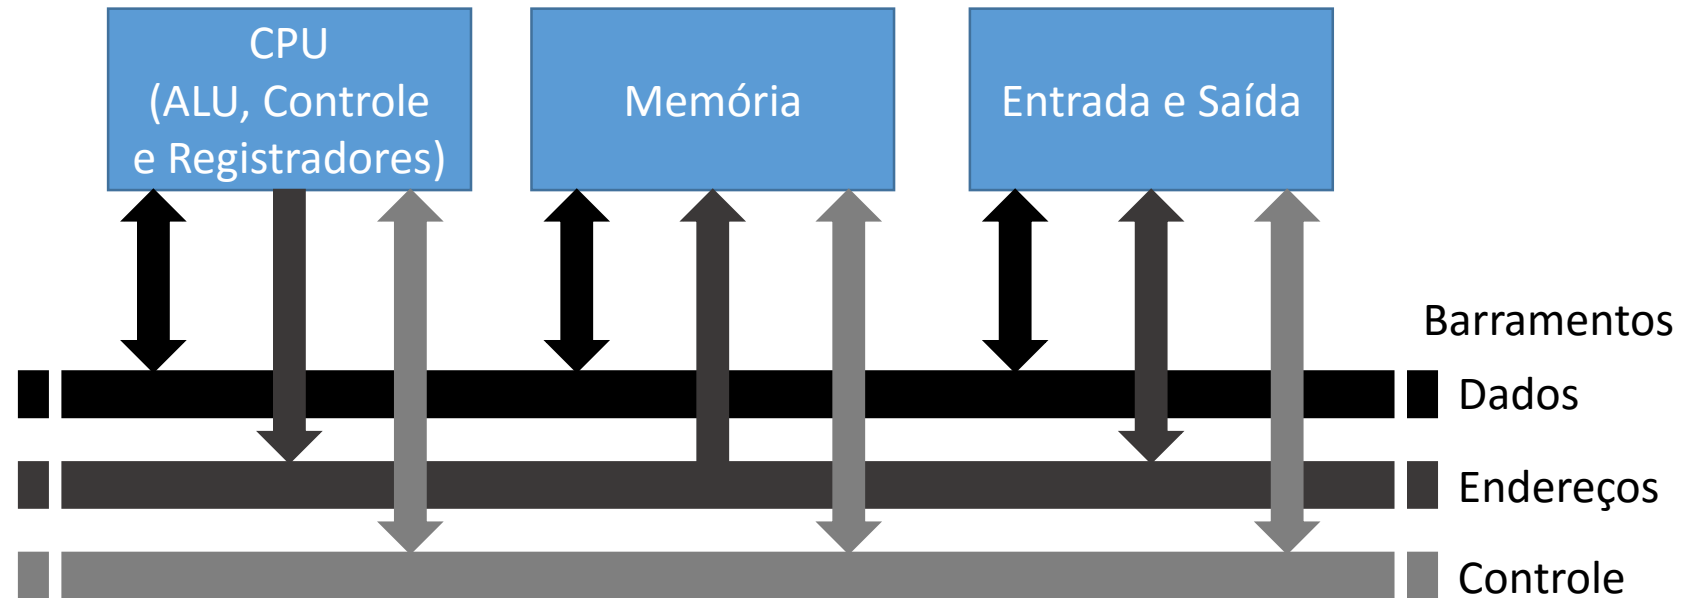 CPU
(ALU, Controle
e Registradores)
Memória
Entrada e Saída
Barramentos
Dados
Endereços
Controle